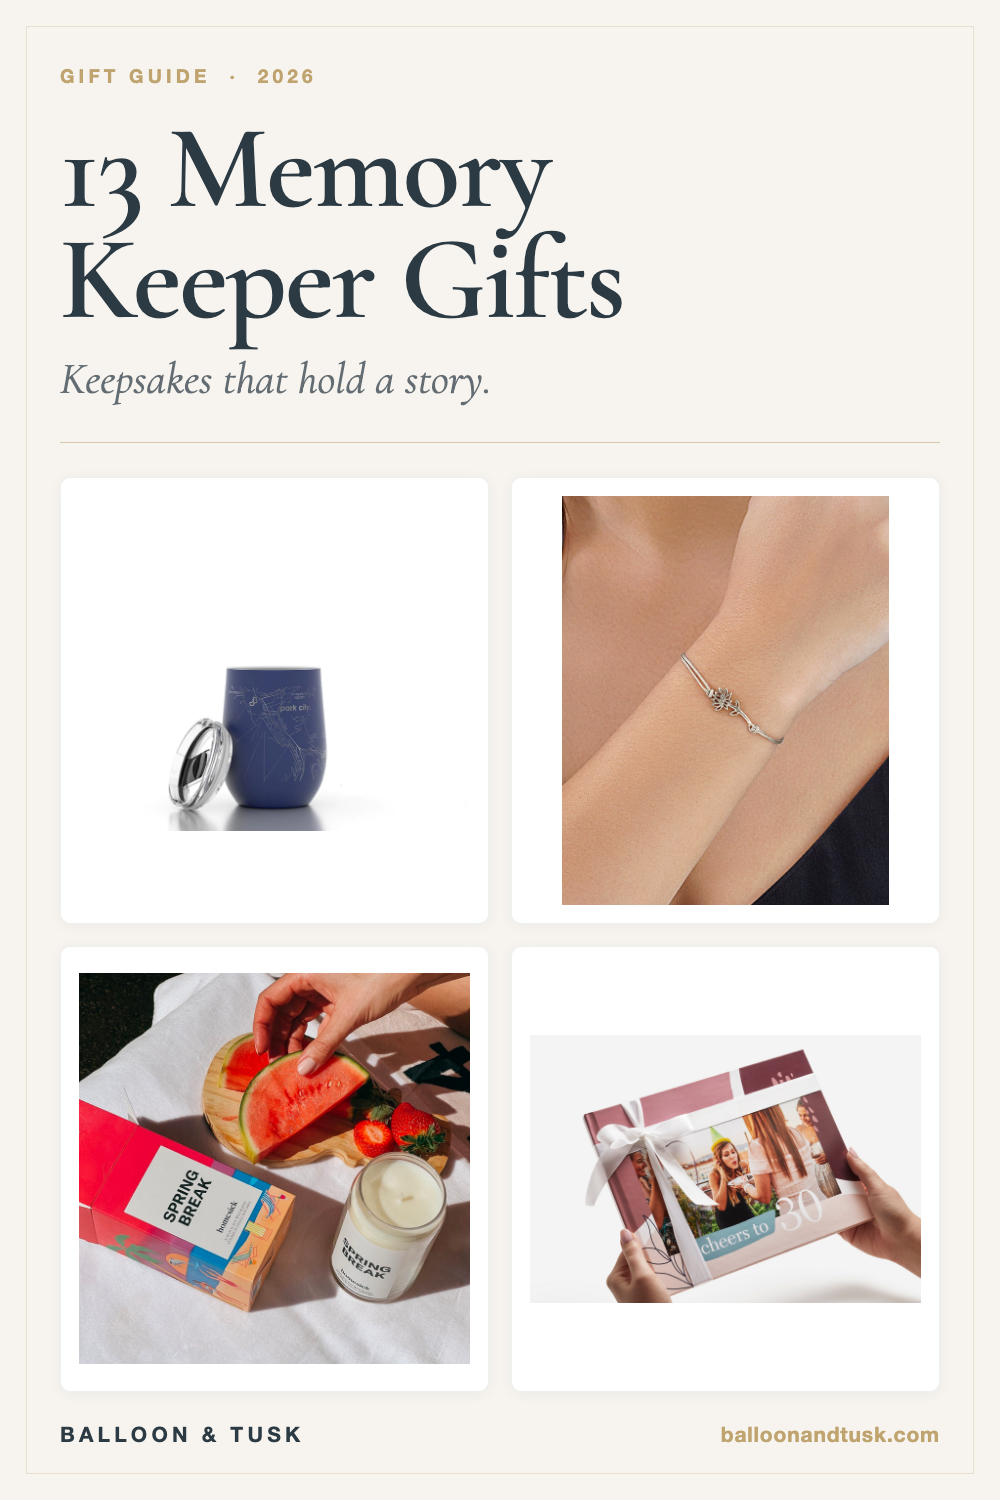 GIFT GUIDE · 2026
13 Memory
Keeper Gifts
Keepsakes that hold a story.
park city
SPRING
BREAK
homesick
SPRING
BREAK
homesick
cheers to 30
BALLOON & TUSK
balloonandtusk.com